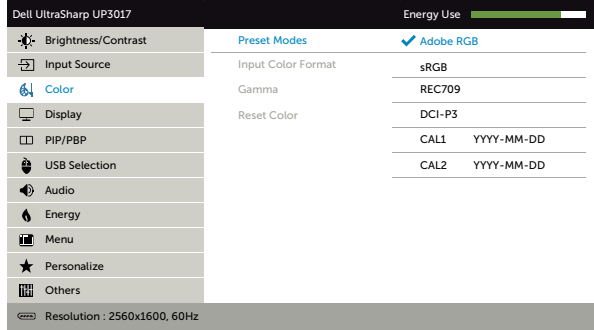 Dell UltraSharp UP3017 Energy Use
Brightness/Contrast Preset Modes Adobe RGB
Input Source Input Color Format sRGB
Color Gamma REC709
Display Reset Color DCI-P3
PIP/PBP CAL1 YYYY-MM-DD
USB Selection CAL2 YYYY-MM-DD
Audio
Energy
Menu
Personalize
Others
Resolution : 2560x1600, 60Hz